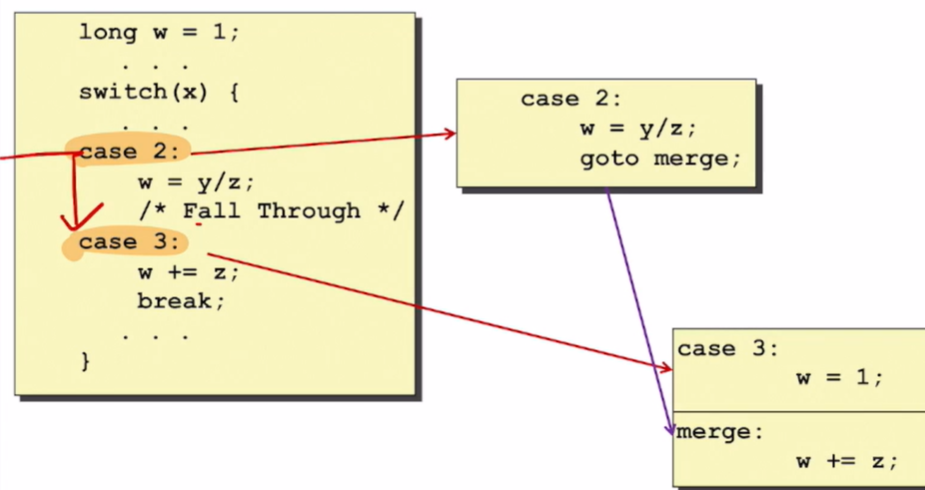 long w = 1;
. . .
switch(x) {
. . .
case 2:
w = y/z;
/* Fall Through */
case 3:
w += z;
break;
. . .
}
case 2:
w = y/z;
goto merge;
case 3:
w = 1;
merge:
w += z;